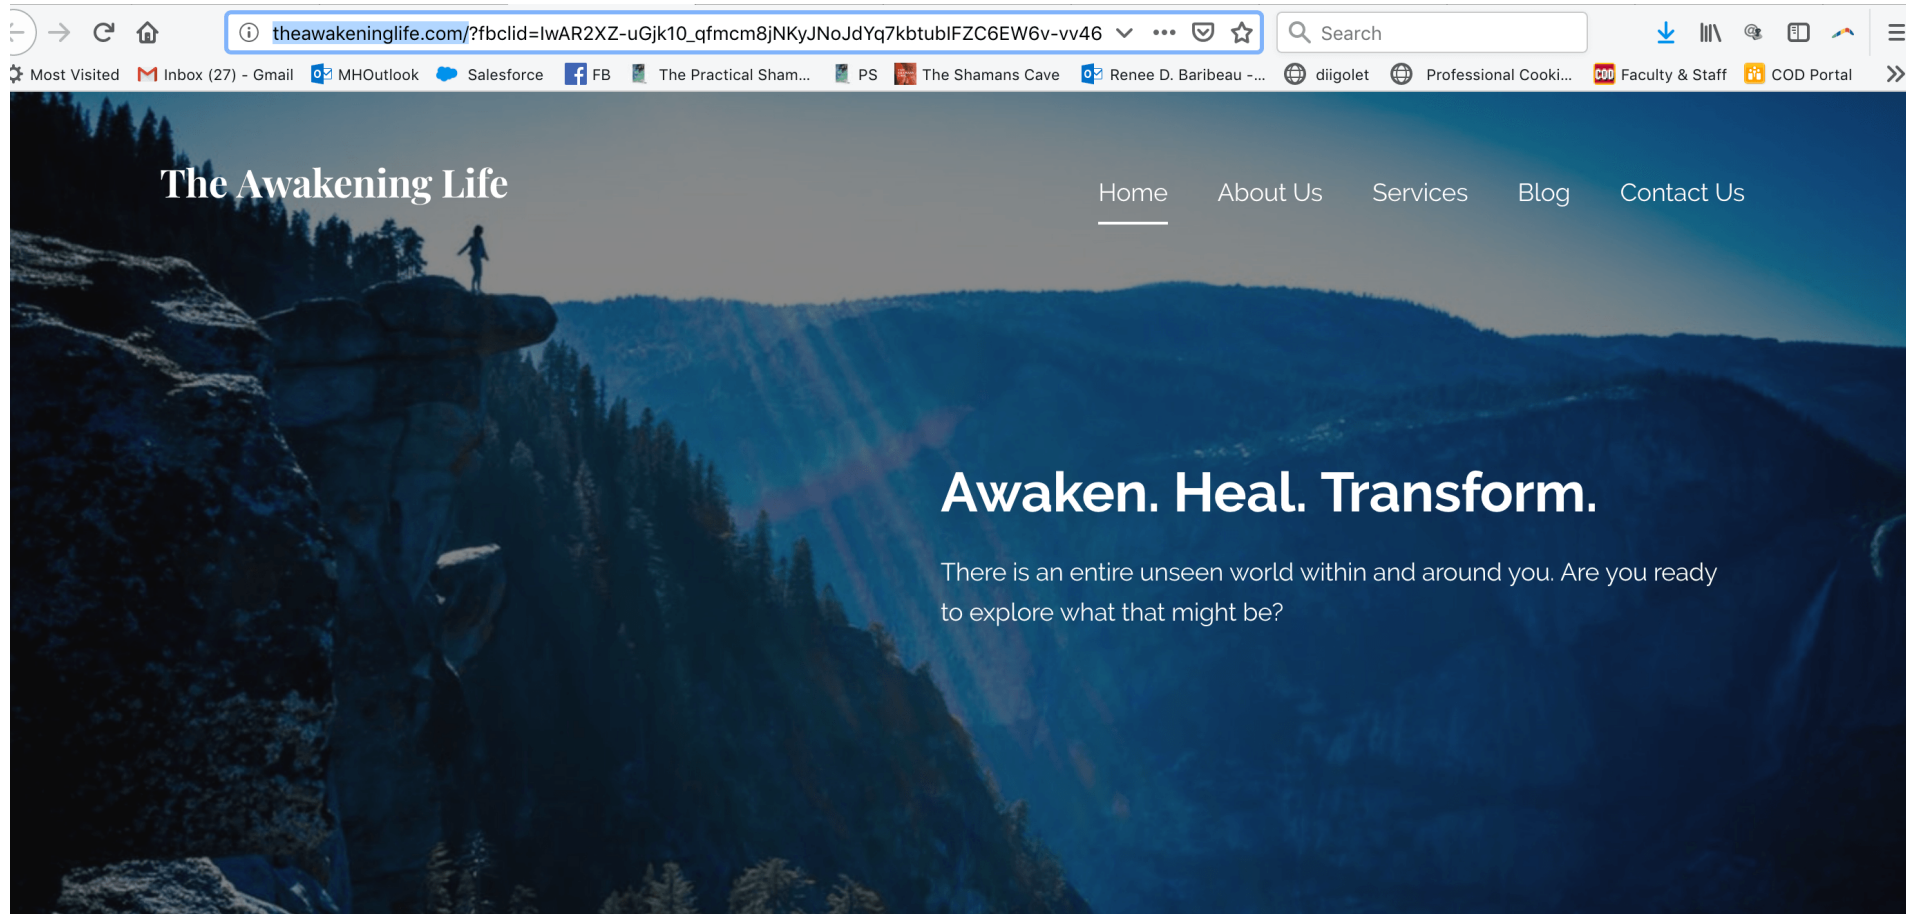 theawakeninglife.com/?fbclid=IwAR2XZ-uGjk10_qfmcm8jNKyJNoJdYq7kbtublFZC6EW6v-vv46 Search
Most Visited Inbox (27) - Gmail MHOutlook Salesforce FB The Practical Sham... PS The Shamans Cave Renee D. Baribeau -... diigolet Professional Cooki... COD Faculty & Staff COD Portal
The Awakening Life
Home About Us Services Blog Contact Us
Awaken. Heal. Transform.
There is an entire unseen world within and around you. Are you ready
to explore what that might be?